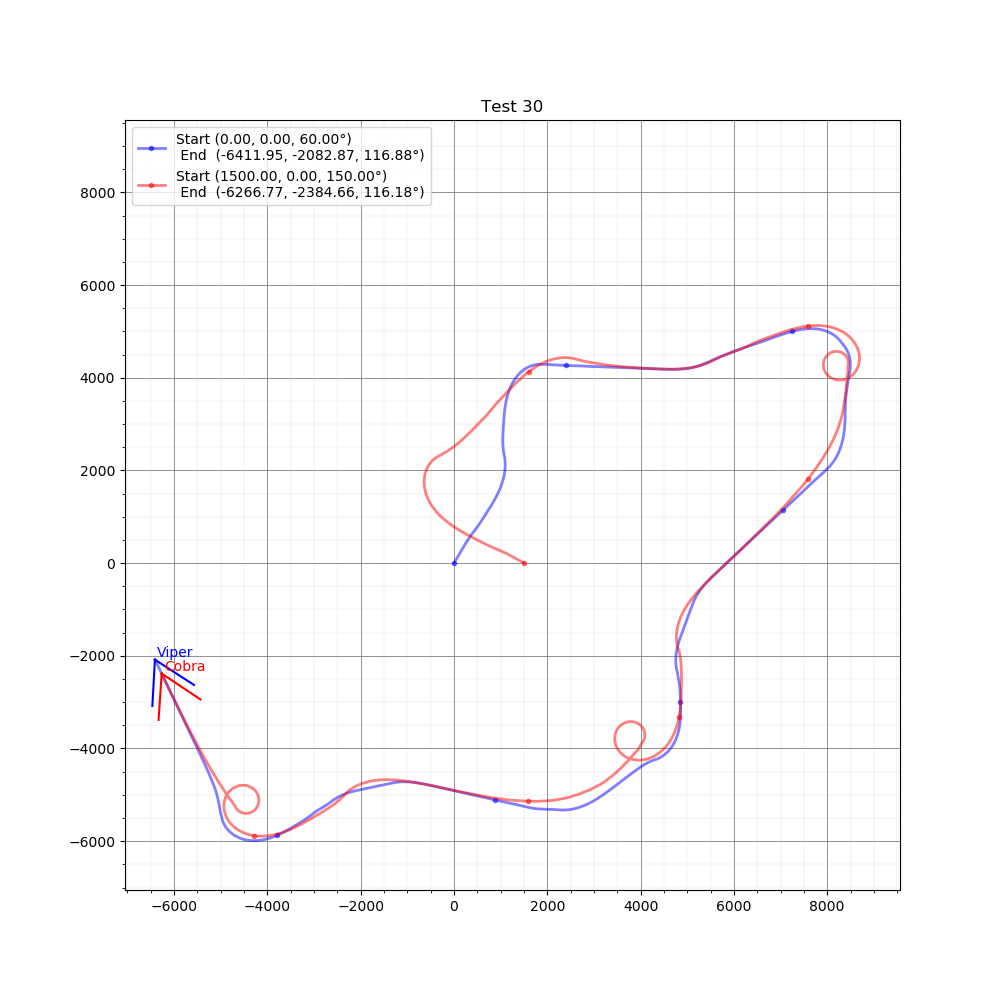 Test 30
Start (0.00, 0.00, 60.00°)
End (-6411.95, -2082.87, 116.88°)
Start (1500.00, 0.00, 150.00°)
End (-6266.77, -2384.66, 116.18°)
8000
6000
4000
2000
0
−2000
−4000
−6000
Viper
Cobra
−6000 −4000 −2000 0 2000 4000 6000 8000